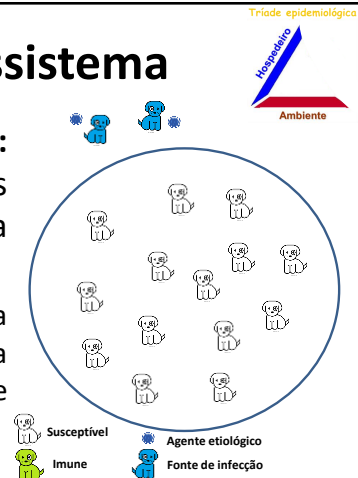 Tríade epidemiológica
ssistema
Hospedeiro
Ambiente
:
s
a
a
a
e
Susceptível
Agente etiológico
Imune
Fonte de infecção